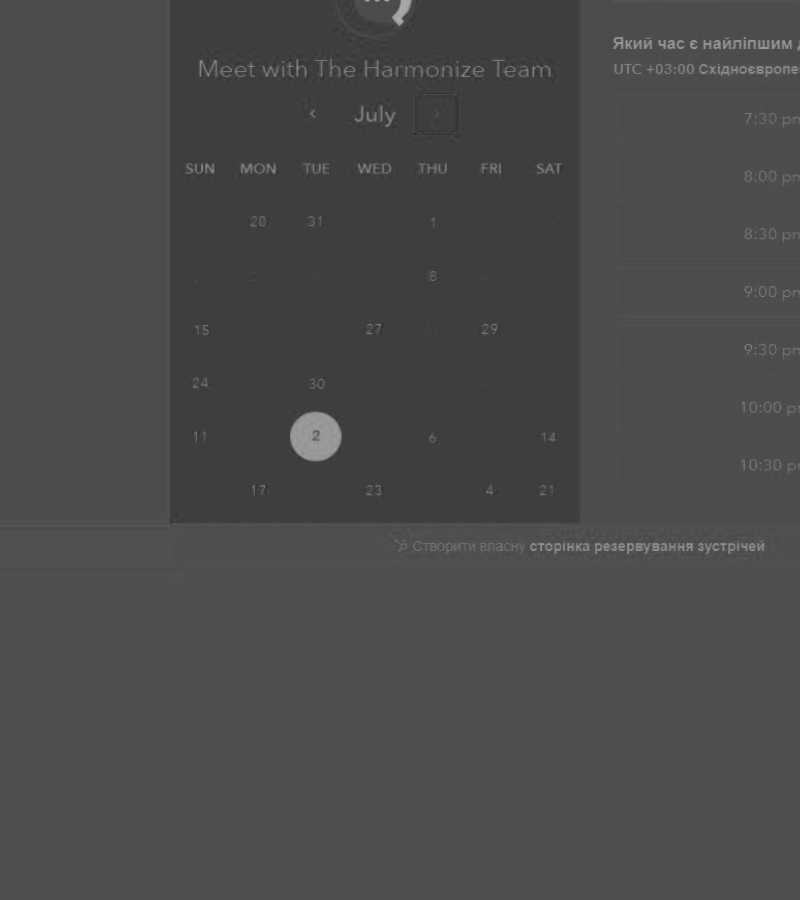 Meet with The Harmonize Team
‹ July ›
SUN MON TUE WED THU FRI SAT
20 31 1
8
15 27 29
24 30
11 2 6 14
17 23 4 21
Який час є найліпшим
UTC +03:00 Східноєвропе
7:30 pm
8:00 pm
8:30 pm
9:00 pm
9:30 pm
10:00 p
10:30 pm
Створити власну сторінка резервування зустрічей